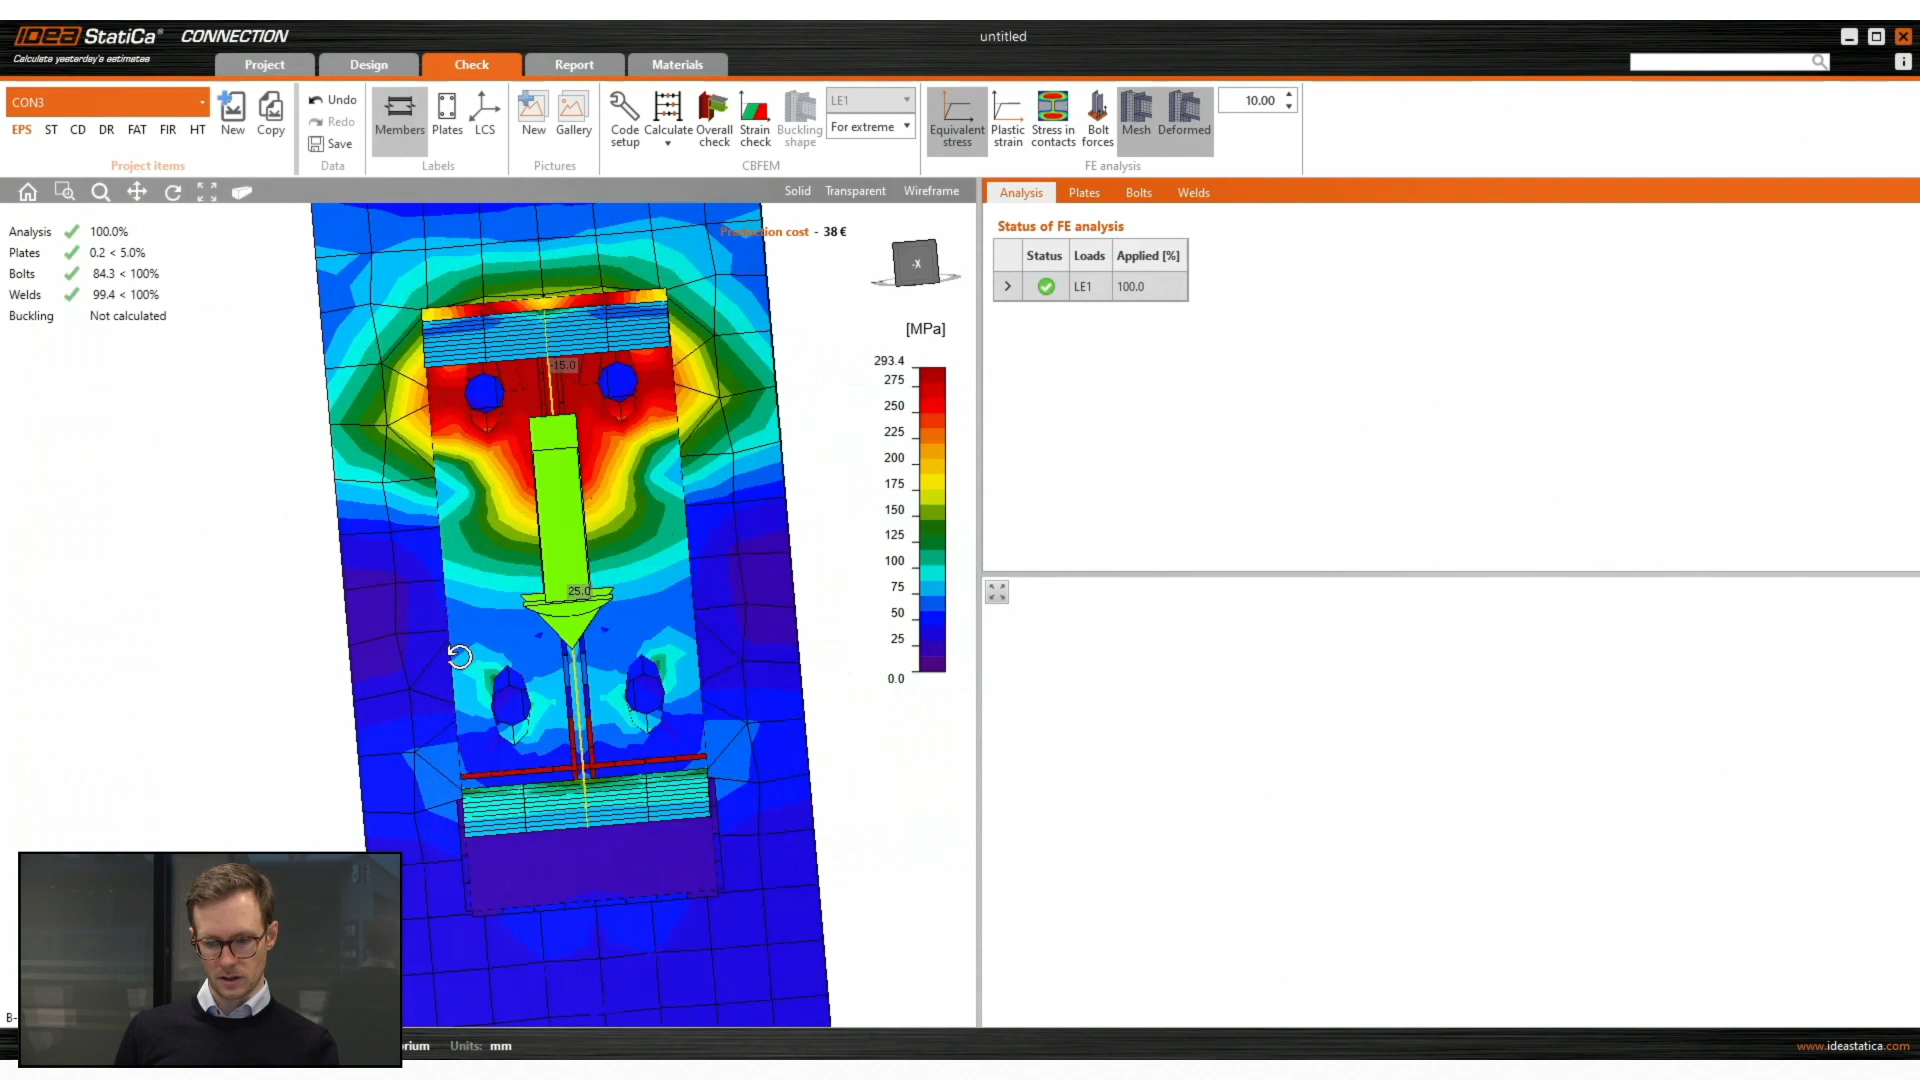 IDEA StatiCa® CONNECTION
Calculate yesterday's estimates
untitled
Project
Design
Check
Report
Materials
CON3
EPS ST CD DR FAT FIR HT
New
Copy
Project items
Undo
Redo
Save
Data
Members
Plates
LCS
Labels
New
Gallery
Pictures
Code setup
Calculate
Overall check
Strain check
Buckling shape
LE1
For extreme
CBFEM
Equivalent stress
Plastic strain
Stress in contacts
Bolt forces
Mesh
Deformed
10.00
FE analysis
Solid Transparent Wireframe
Analysis 100.0%
Plates 0.2 < 5.0%
Bolts 84.3 < 100%
Welds 99.4 < 100%
Buckling Not calculated
Production cost - 38 €
-X
[MPa]
293.4
275
250
225
200
175
150
125
100
75
50
25
0.0
-15.0
25.0
Analysis Plates Bolts Welds
Status of FE analysis
Status Loads Applied [%]
LE1 100.0
Units: mm
www.ideastatica.com